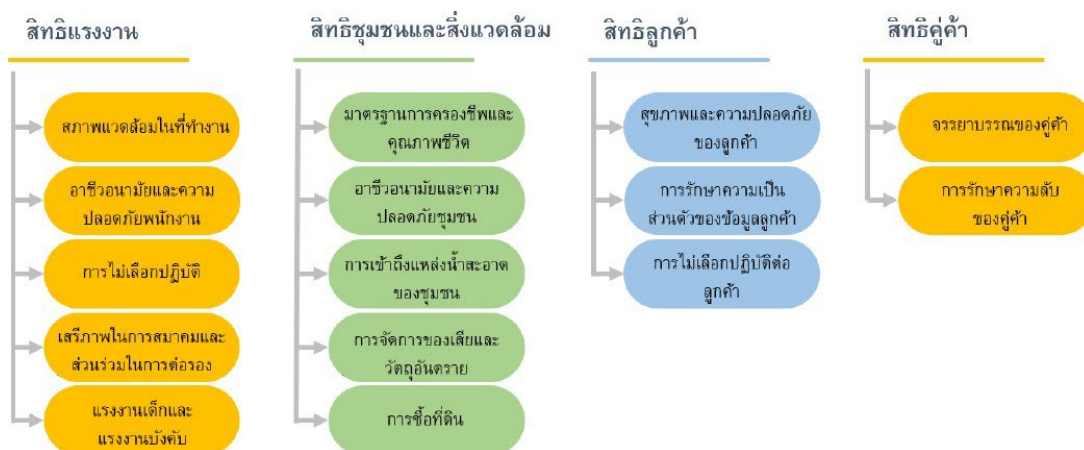 สิทธิแรงงาน
สภาพแวดล้อมในที่ทำงาน
อาชีวอนามัยและความ
ปลอดภัยพนักงาน
การไม่เลือกปฏิบัติ
เสรีภาพในการสมาคมและ
ส่วนร่วมในการต่อรอง
แรงงานเด็กและ
แรงงานบังคับ
สิทธิชุมชนและสิ่งแวดล้อม
มาตรฐานการครองชีพและ
คุณภาพชีวิต
อาชีวอนามัยและความ
ปลอดภัยชุมชน
การเข้าถึงแหล่งน้ำสะอาด
ของชุมชน
การจัดการของเสียและ
วัตถุอันตราย
การซื้อที่ดิน
สิทธิลูกค้า
สุขภาพและความปลอดภัย
ของลูกค้า
การรักษาความเป็น
ส่วนตัวของข้อมูลลูกค้า
การไม่เลือกปฏิบัติต่อ
ลูกค้า
สิทธิคู่ค้า
จรรยาบรรณของคู่ค้า
การรักษาความลับ
ของคู่ค้า